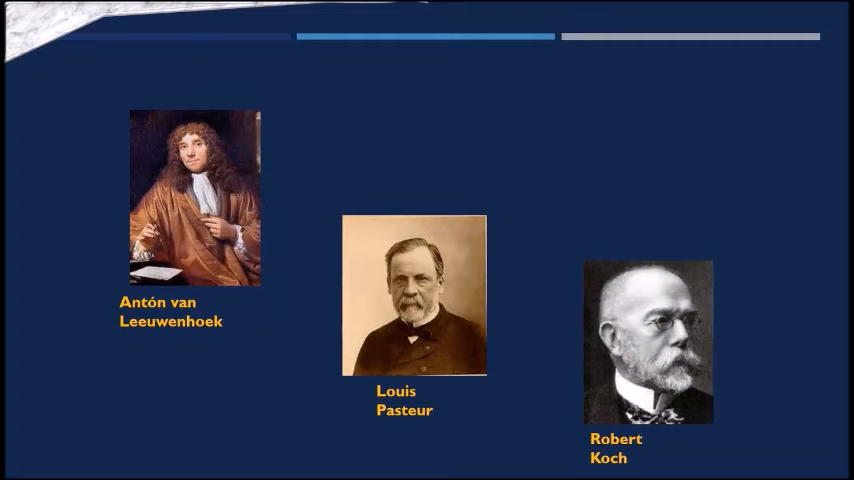 Antón van
Leeuwenhoek
Louis
Pasteur
Robert
Koch